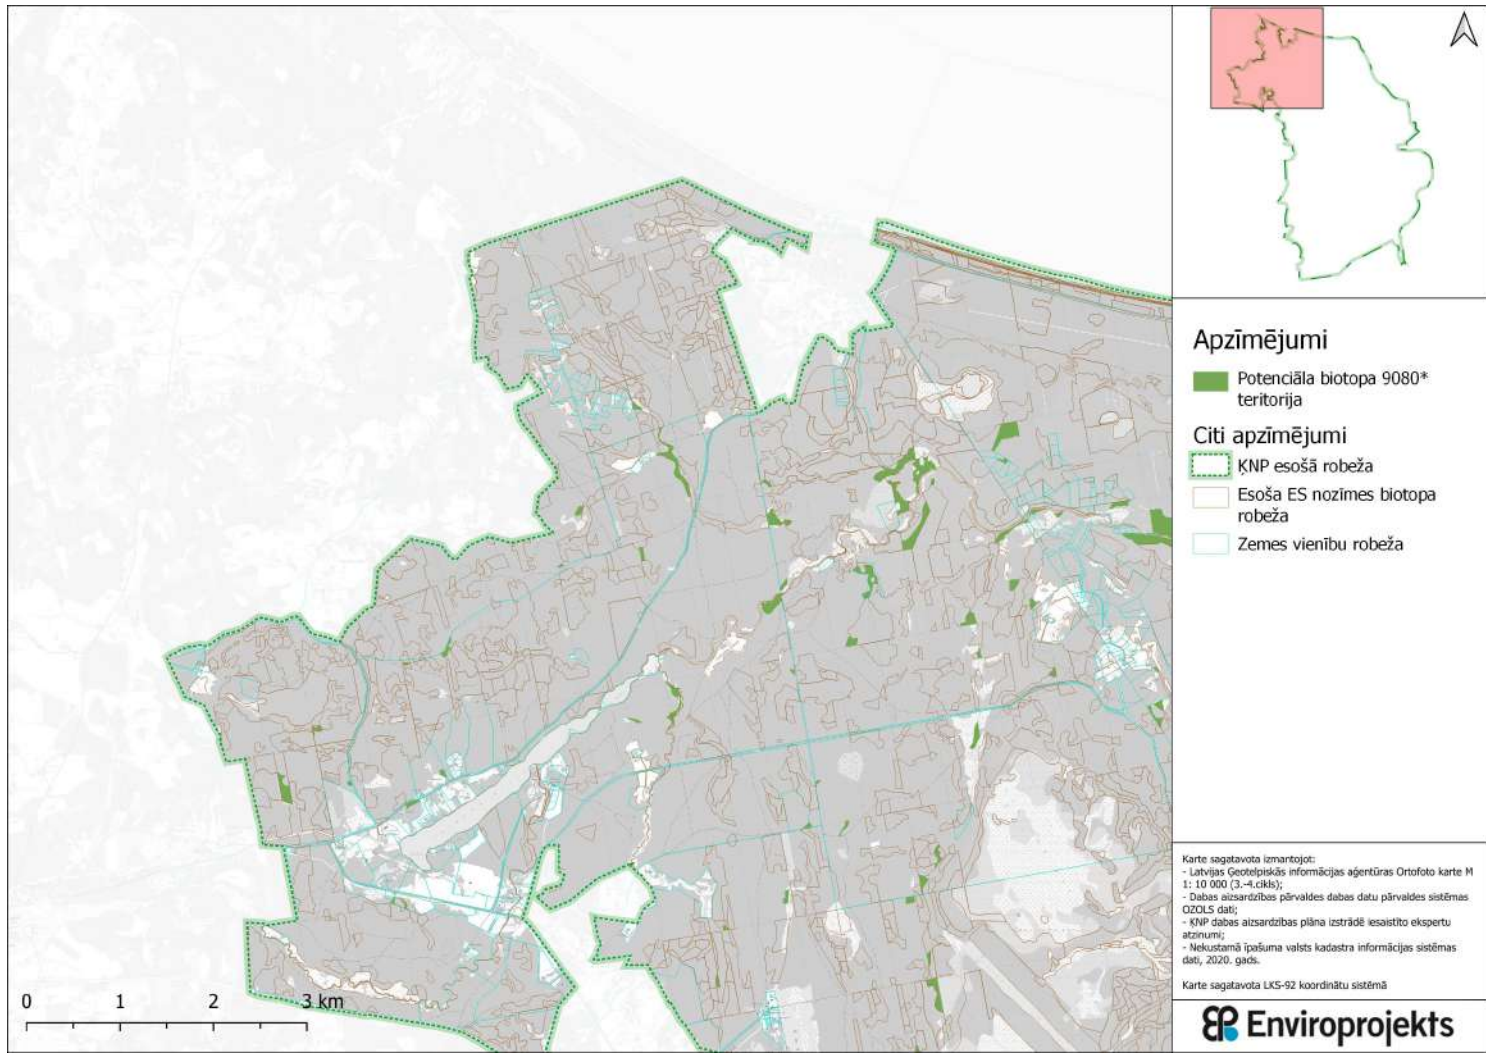 Apzīmējumi
Potenciāla biotopa 9080*
teritorija
Citi apzīmējumi
ĶNP esošā robeža
Esoša ES nozīmes biotopa
robeža
Zemes vienību robeža
Karte sagatavota izmantojot:
- Latvijas Ģeotelpiskās informācijas aģentūras Ortofoto karte M
1: 10 000 (3.-4.cikls);
- Dabas aizsardzības pārvaldes dabas datu pārvaldes sistēmas
OZOLS dati;
- ĶNP dabas aizsardzības plāna izstrādē iesaistīto ekspertu
atzinumi;
- Nekustamā īpašuma valsts kadastra informācijas sistēmas
dati, 2020. gads.
Karte sagatavota LKS-92 koordinātu sistēmā
Enviroprojekts
0 1 2 3 km